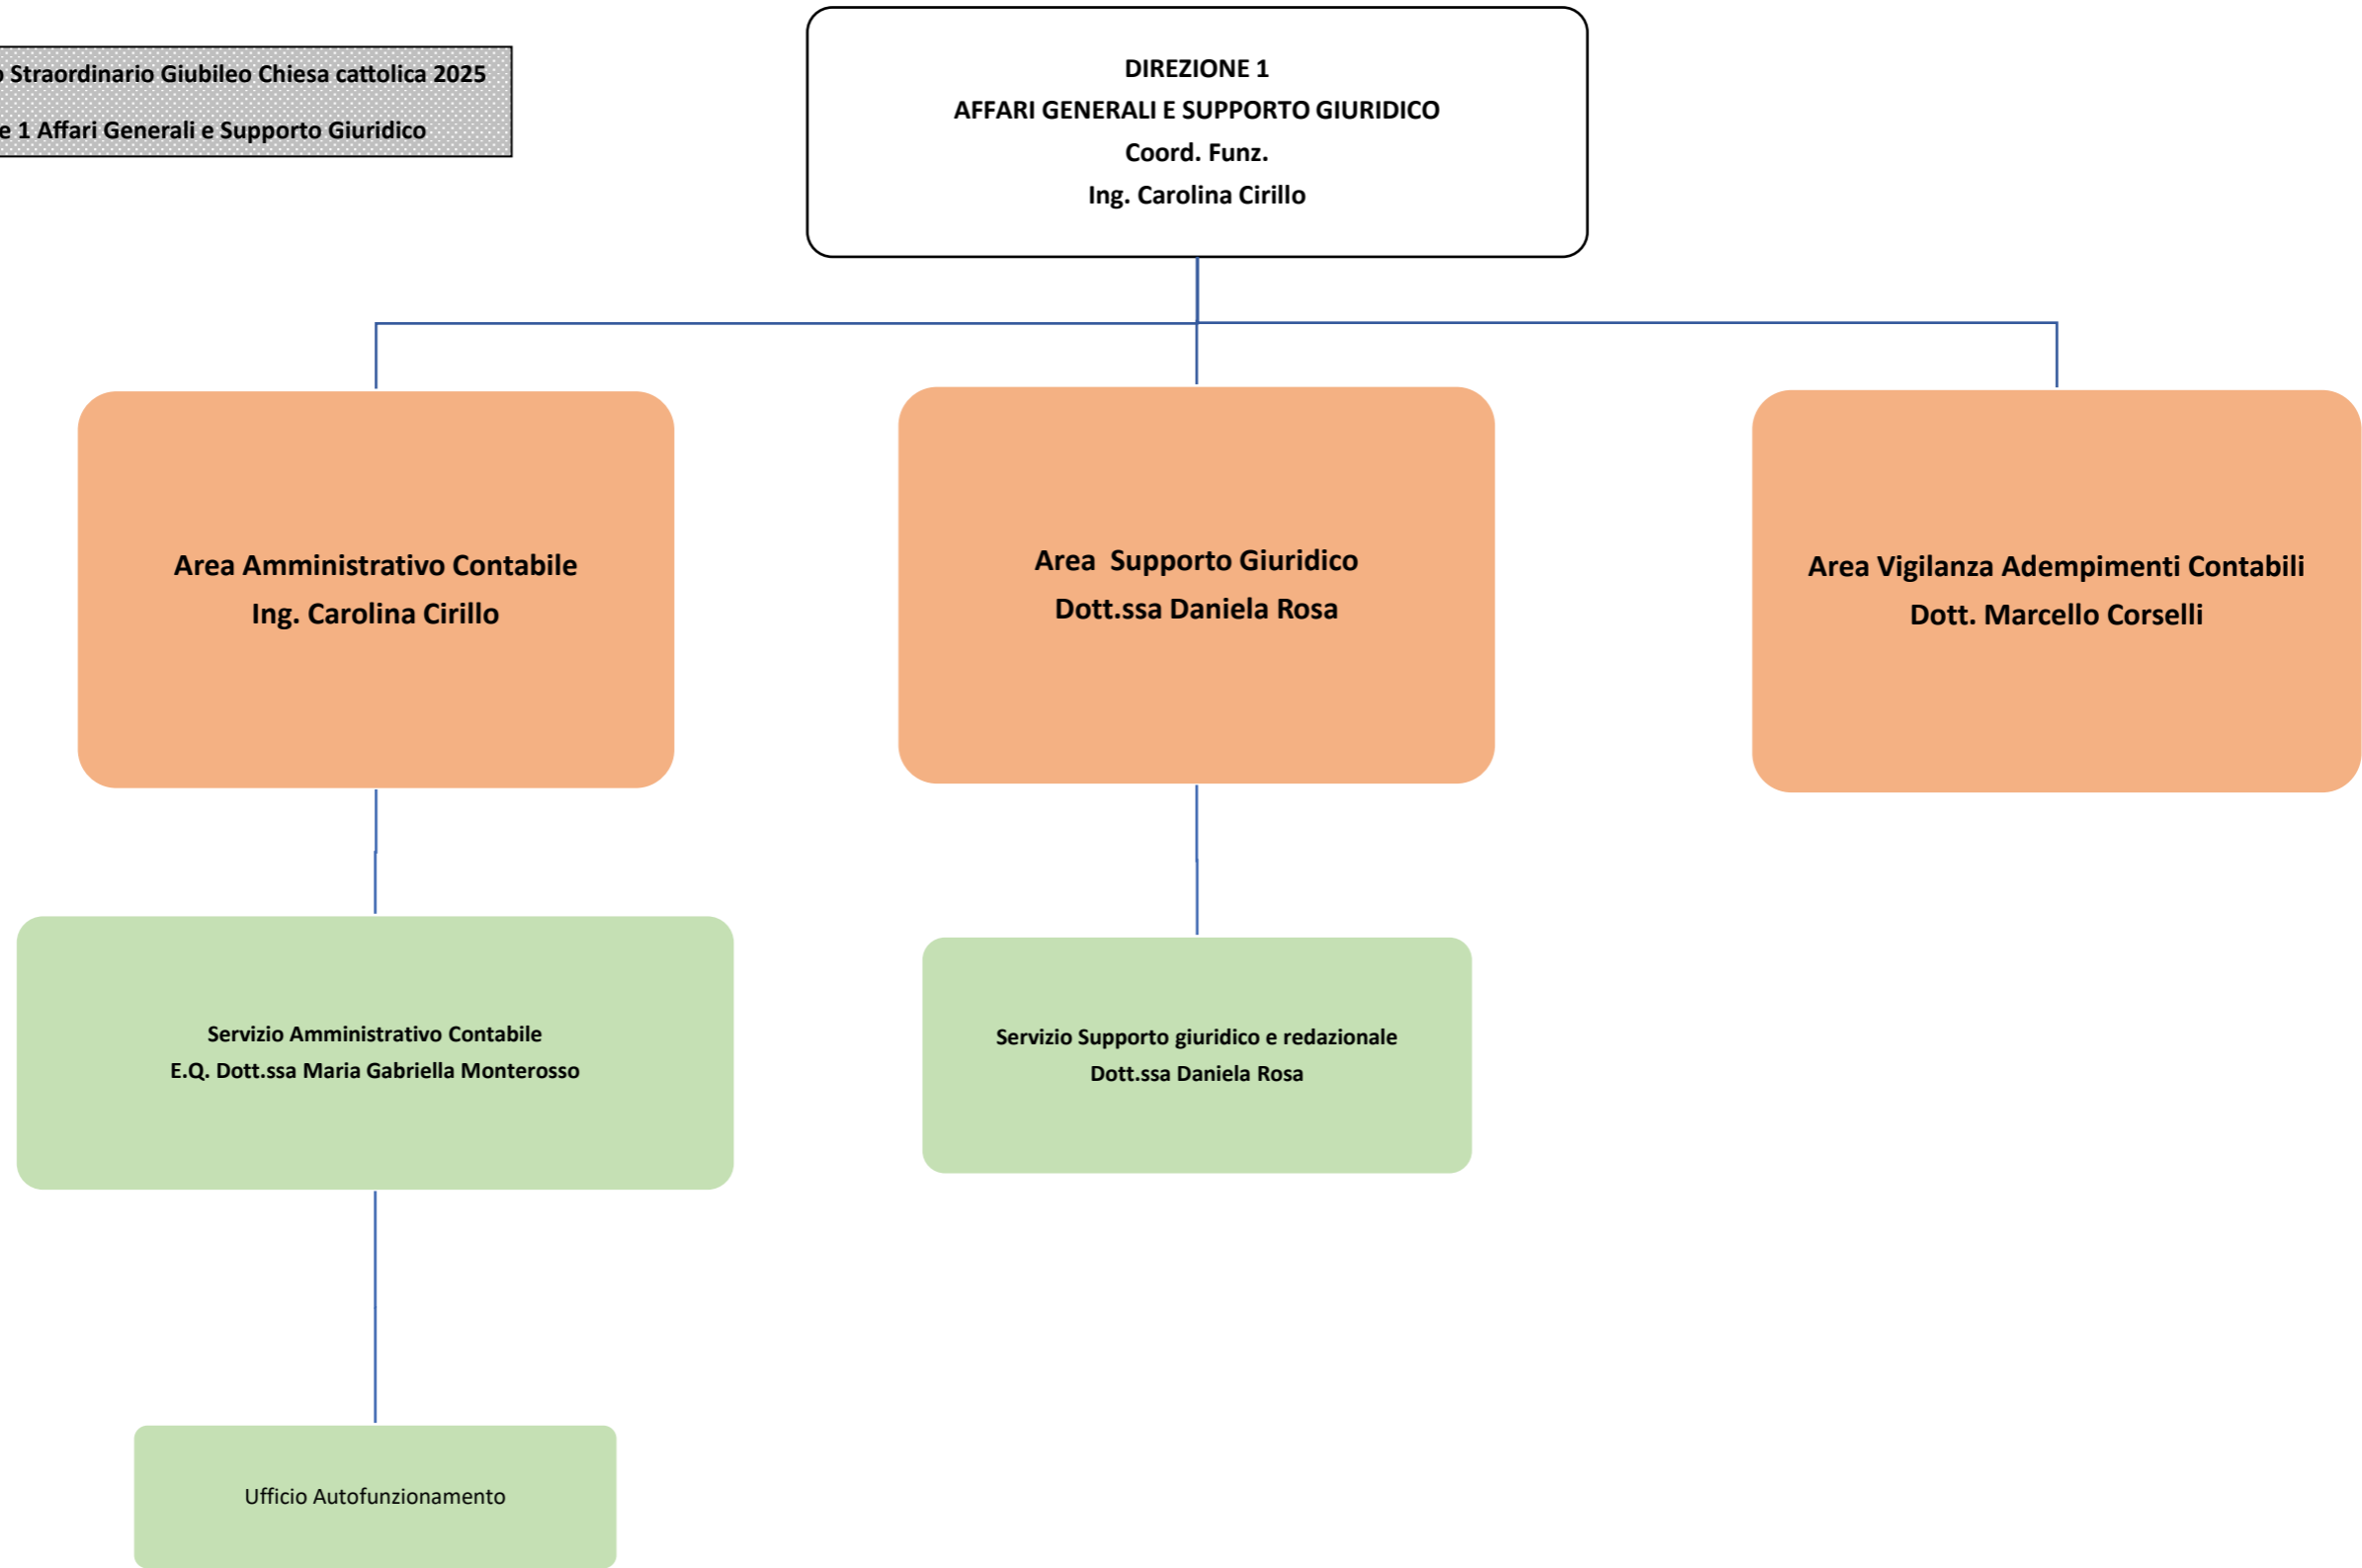 Straordinario Giubileo Chiesa cattolica 2025
1 Affari Generali e Supporto Giuridico
DIREZIONE 1
AFFARI GENERALI E SUPPORTO GIURIDICO
Coord. Funz.
Ing. Carolina Cirillo
Area Amministrativo Contabile
Ing. Carolina Cirillo
Area Supporto Giuridico
Dott.ssa Daniela Rosa
Area Vigilanza Adempimenti Contabili
Dott. Marcello Corselli
Servizio Amministrativo Contabile
E.Q. Dott.ssa Maria Gabriella Monterosso
Servizio Supporto giuridico e redazionale
Dott.ssa Daniela Rosa
Ufficio Autofunzionamento